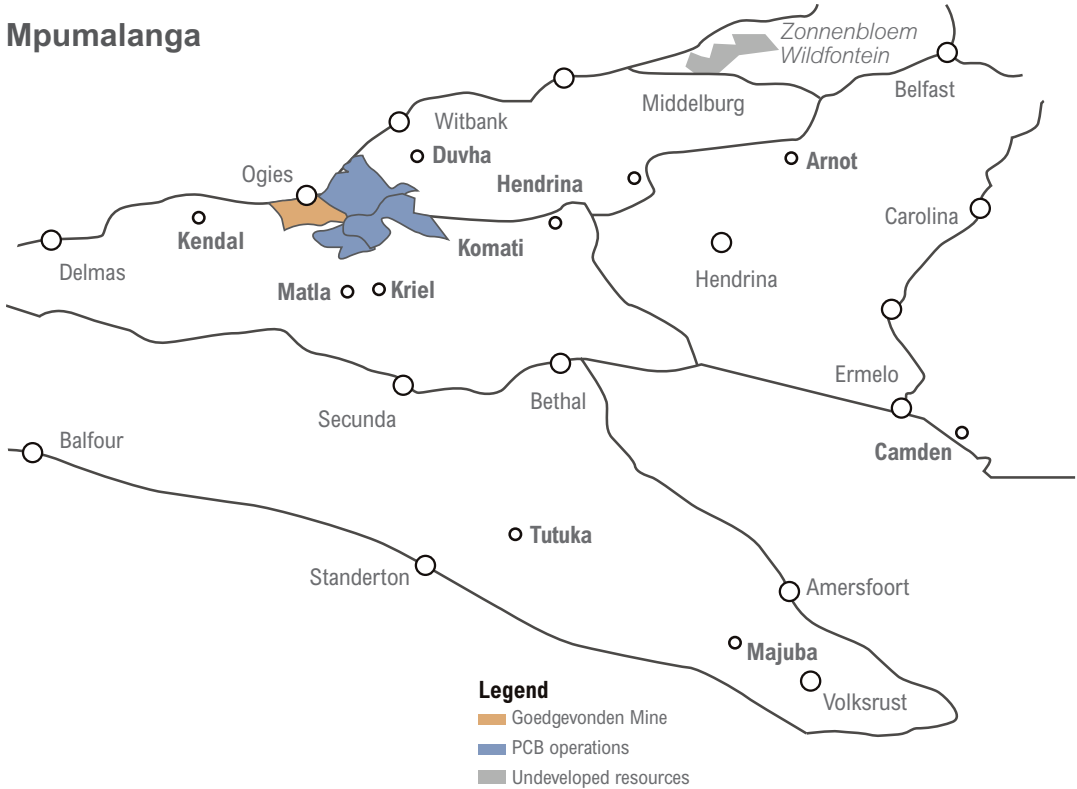 Mpumalanga
Zonnenbloem
Wildfontein
Belfast
Middelburg
Witbank
Duvha
Arnot
Ogies
Hendrina
Carolina
Kendal
Komati
Delmas
Hendrina
Matla
Kriel
Ermelo
Bethal
Secunda
Balfour
Camden
Tutuka
Standerton
Amersfoort
Majuba
Volksrust
Legend
Goedgevonden Mine
PCB operations
Undeveloped resources